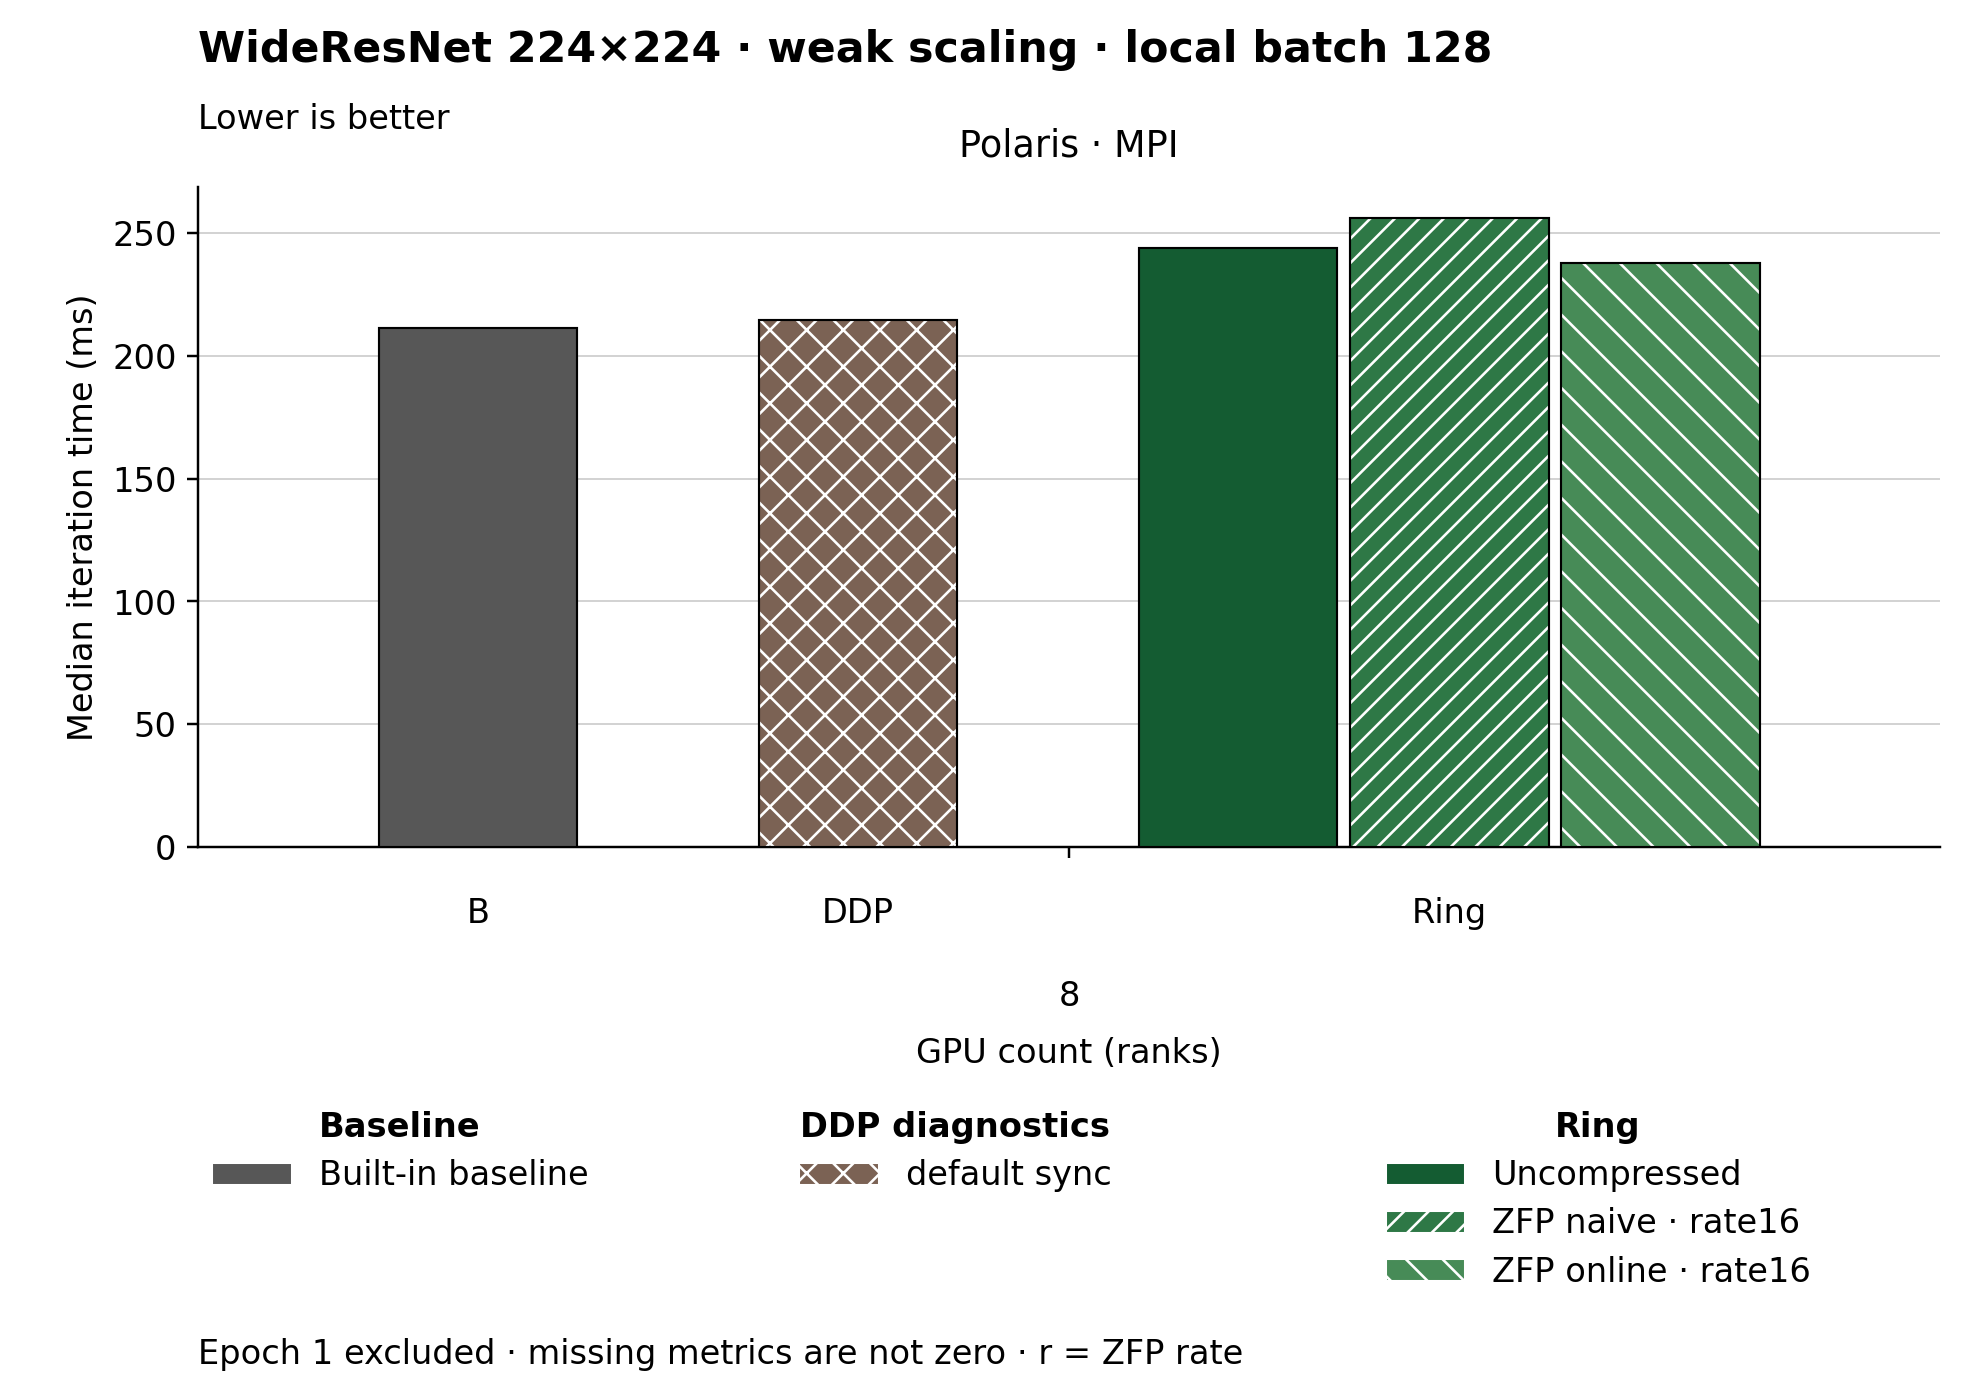 WideResNet 224×224 · weak scaling · local batch 128
Lower is better
Polaris · MPI
Median iteration time (ms)
250
200
150
100
50
0
B DDP Ring
8
GPU count (ranks)
Baseline
Built-in baseline
DDP diagnostics
default sync
Ring
Uncompressed
ZFP naive · rate16
ZFP online · rate16
Epoch 1 excluded · missing metrics are not zero · r = ZFP rate